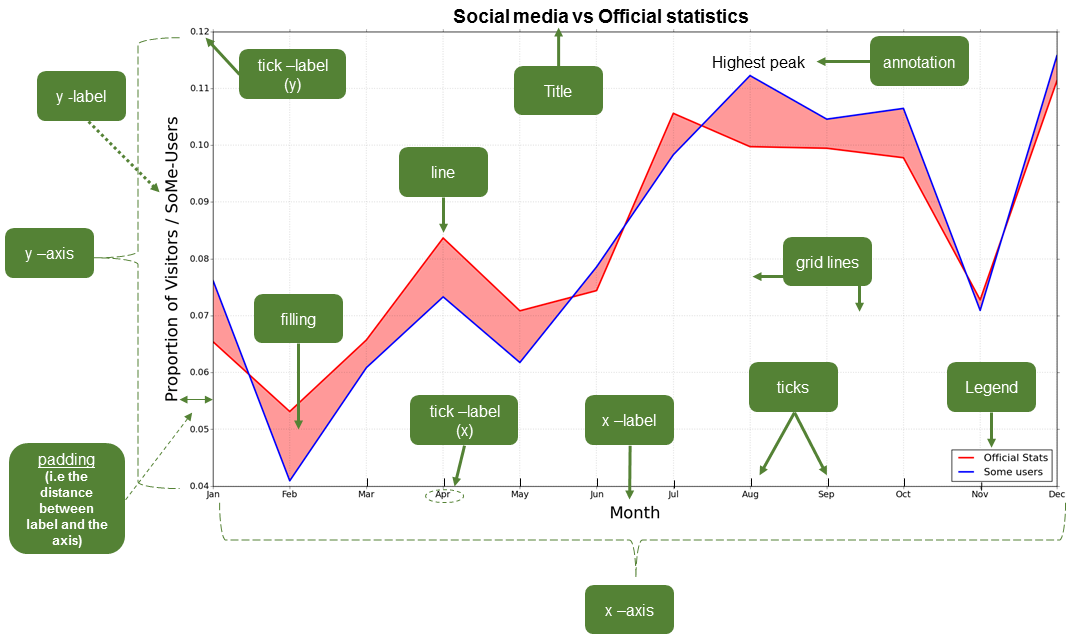 Social media vs Official statistics
0.12
tick –label
(y)
Title
Highest peak
annotation
y -label
0.11
Proportion of Visitors / SoMe-Users
0.10
line
0.09
y –axis
grid lines
0.08
filling
0.07
0.06
ticks
Legend
tick –label
(x)
x –label
0.05
padding
(i.e the
distance
between
label and the
axis)
Official Stats
Some users
0.04
Jan
Feb
Mar
Apr
May
Jun
Jul
Aug
Sep
Oct
Nov
Dec
Month
x –axis